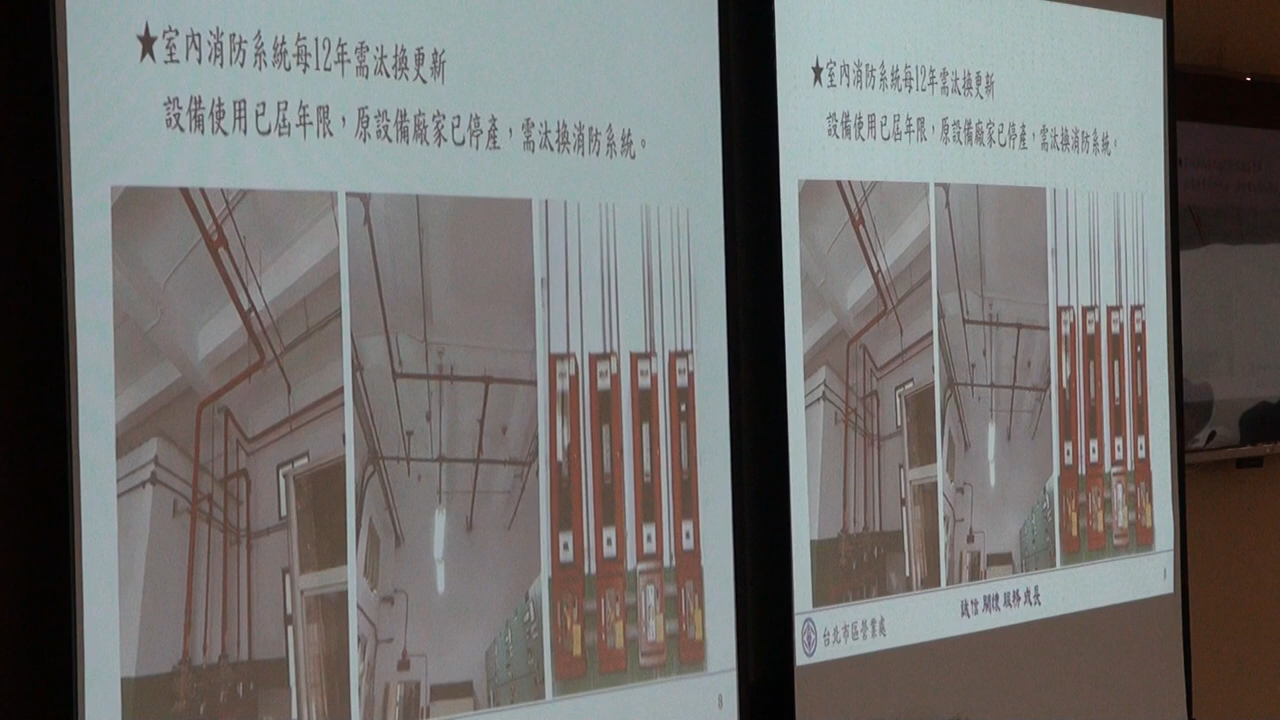 ★室內消防系統每12年需汰換更新
設備使用已屆年限，原設備廠家已停產，需汰換消防系統。
8
★室內消防系統每12年需汰換更新
設備使用已屆年限，原設備廠家已停產，需汰換消防系統。
8
誠信 關懷 服務 成長
台北市區營業處